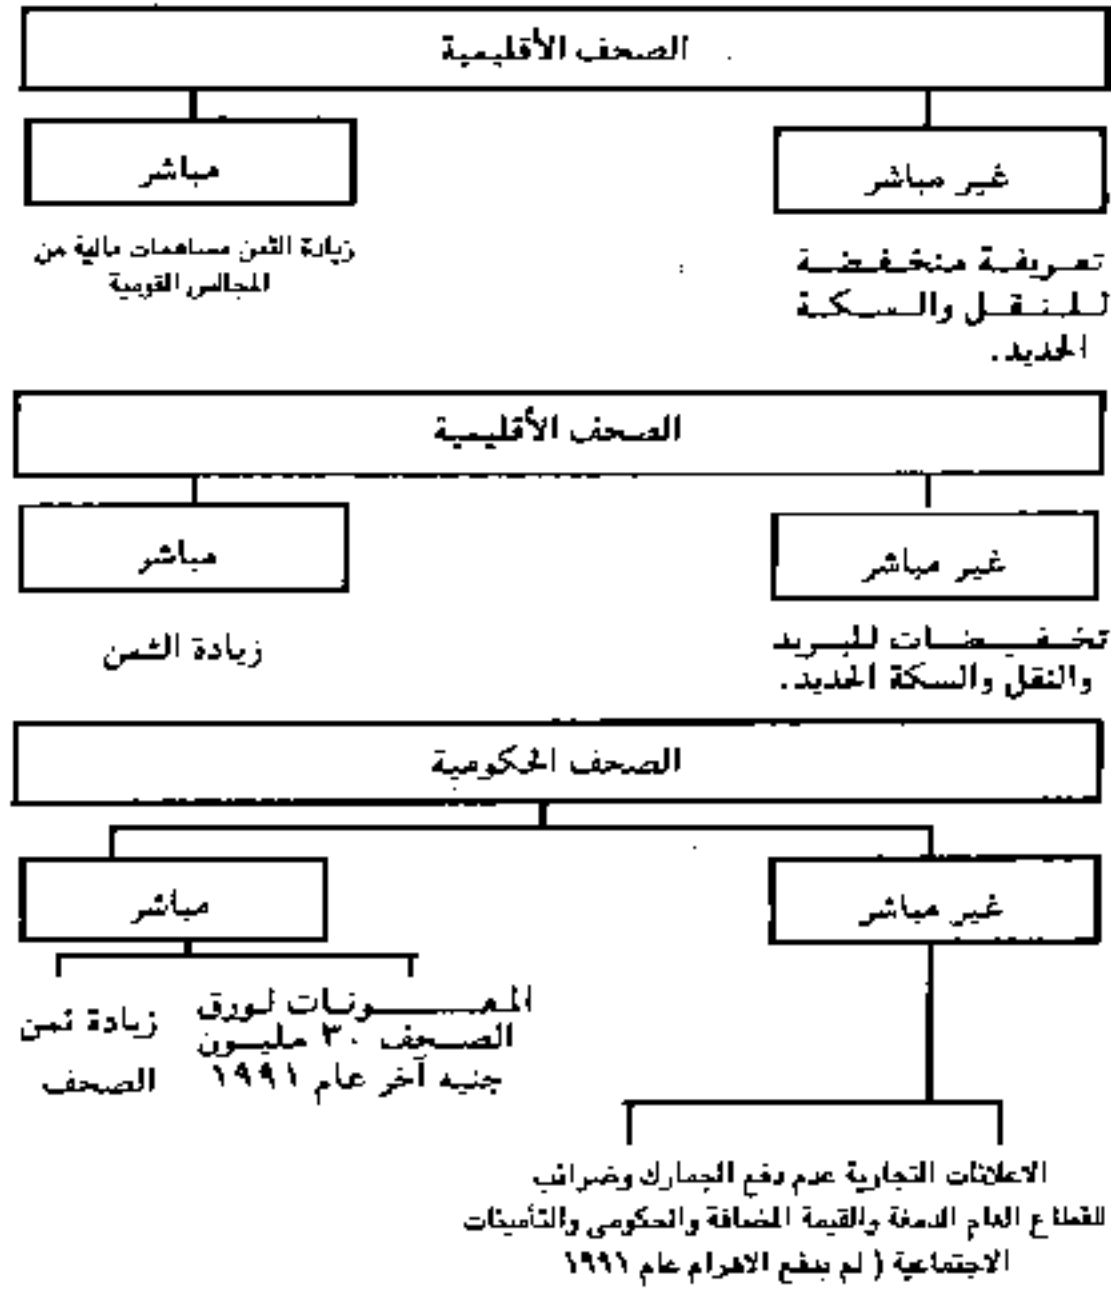 الصحف الأقليمية
غير مباشر
تعريفة منخفضة
للنقل والسكة
الحديد.
مباشر
زيادة الثمن مساهمات مالية من
المجالس القومية
الصحف الأقليمية
غير مباشر
تخفيضات للبريد
والنقل والسكة الحديد.
مباشر
زيادة الثمن
الصحف الحكومية
غير مباشر
مباشر
المعونات لورق
الصحف ٣٠ مليون
جنيه آخر عام ١٩٩١
زيادة ثمن
الصحف
الاعلانات التجارية عدم دفع الجمارك وضرائب
للقطاع العام الدمغة والقيمة المضافة والحكومى والتأمينات
الاجتماعية ( لم يدفع الاهرام عام ١٩٩١